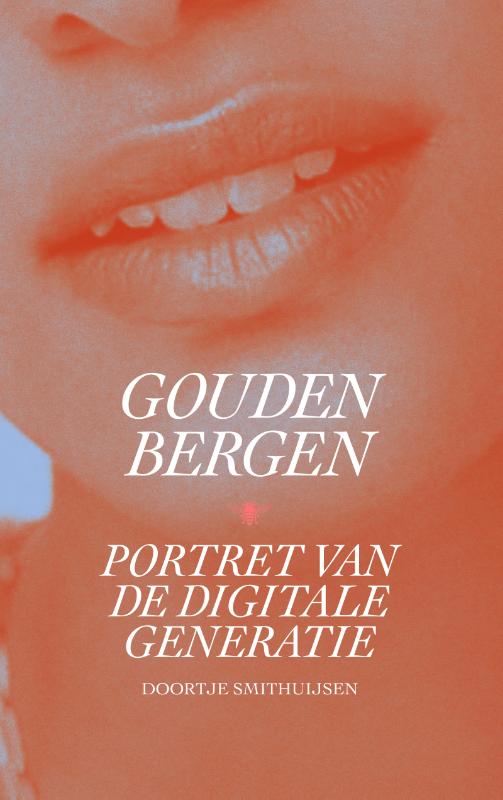 GOUDEN
BERGEN
PORTRET VAN
DE DIGITALE
GENERATIE
DOORTJE SMITHUIJSEN